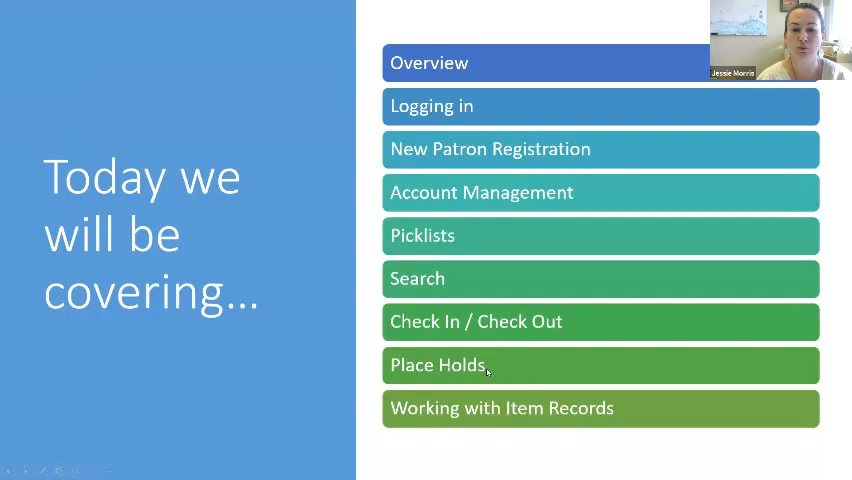 Today we
will be
covering...
Overview
Logging in
New Patron Registration
Account Management
Picklists
Search
Check In / Check Out
Place Holds
Working with Item Records
Jessie Morris